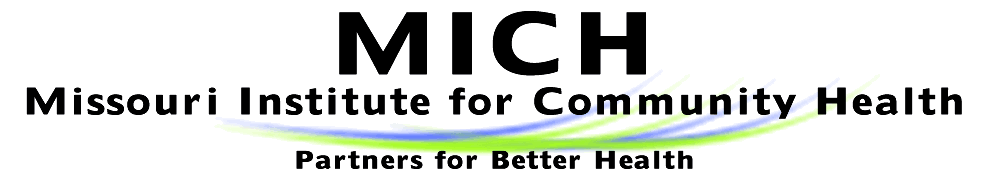 MICH
Missouri Institute for Community Health
Partners for Better Health